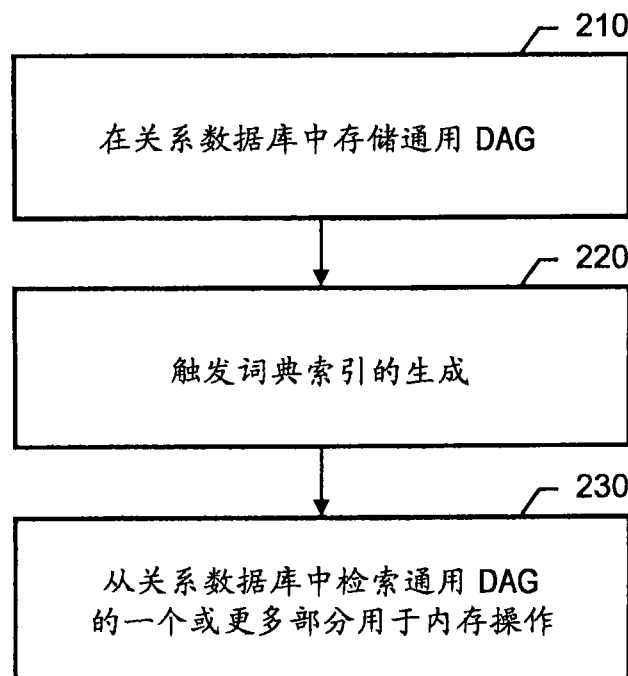 210
在关系数据库中存储通用 DAG
220
触发词典索引的生成
230
从关系数据库中检索通用 DAG
的一个或更多部分用于内存操作